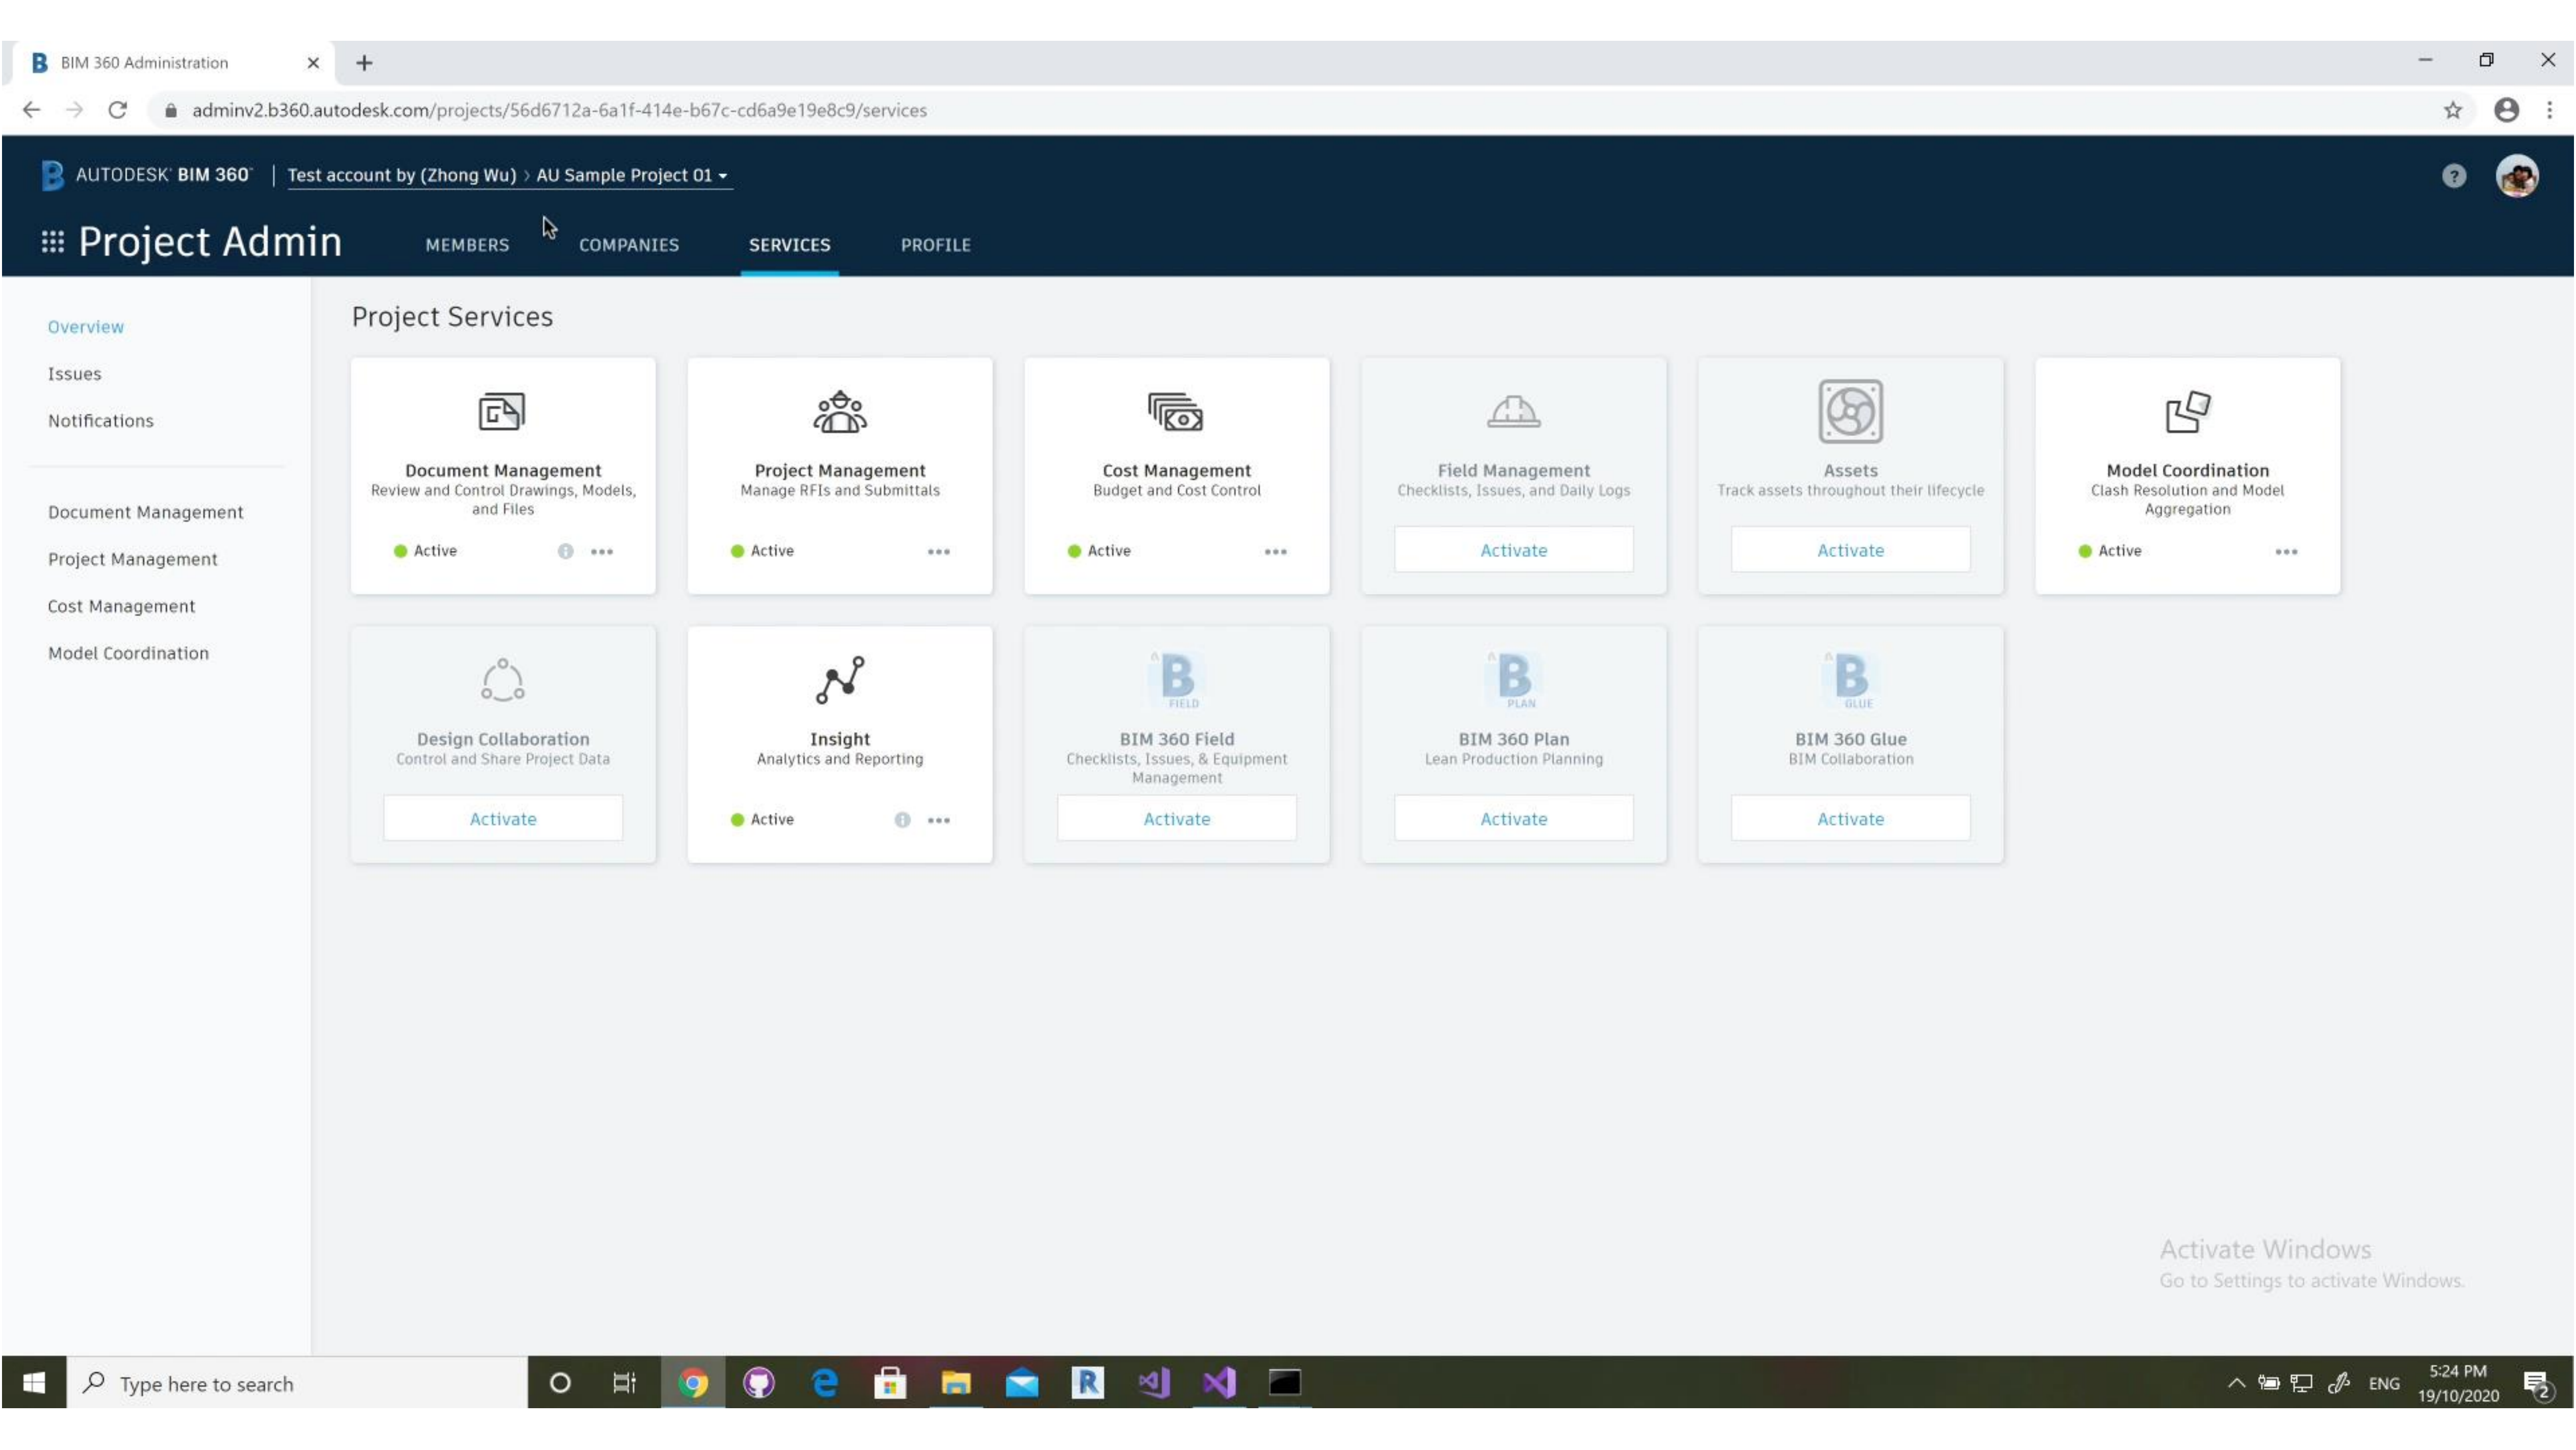 BIM 360 Administration
adminv2.b360.autodesk.com/projects/56d6712a-6a1f-414e-b67c-cd6a9e19e8c9/services
AUTODESK® BIM 360™ | Test account by (Zhong Wu) > AU Sample Project 01
Project Admin MEMBERS COMPANIES SERVICES PROFILE
Overview
Issues
Notifications
Document Management
Project Management
Cost Management
Model Coordination
Project Services
Document Management
Review and Control Drawings, Models,
and Files
Active
Project Management
Manage RFIs and Submittals
Active
Cost Management
Budget and Cost Control
Active
Field Management
Checklists, Issues, and Daily Logs
Activate
Assets
Track assets throughout their lifecycle
Activate
Model Coordination
Clash Resolution and Model
Aggregation
Active
Design Collaboration
Control and Share Project Data
Activate
Insight
Analytics and Reporting
Active
A
B
FIELD
BIM 360 Field
Checklists, Issues, & Equipment
Management
Activate
A
B
PLAN
BIM 360 Plan
Lean Production Planning
Activate
A
B
GLUE
BIM 360 Glue
BIM Collaboration
Activate
Activate Windows
Go to Settings to activate Windows.
Type here to search
ENG
5:24 PM
19/10/2020
2